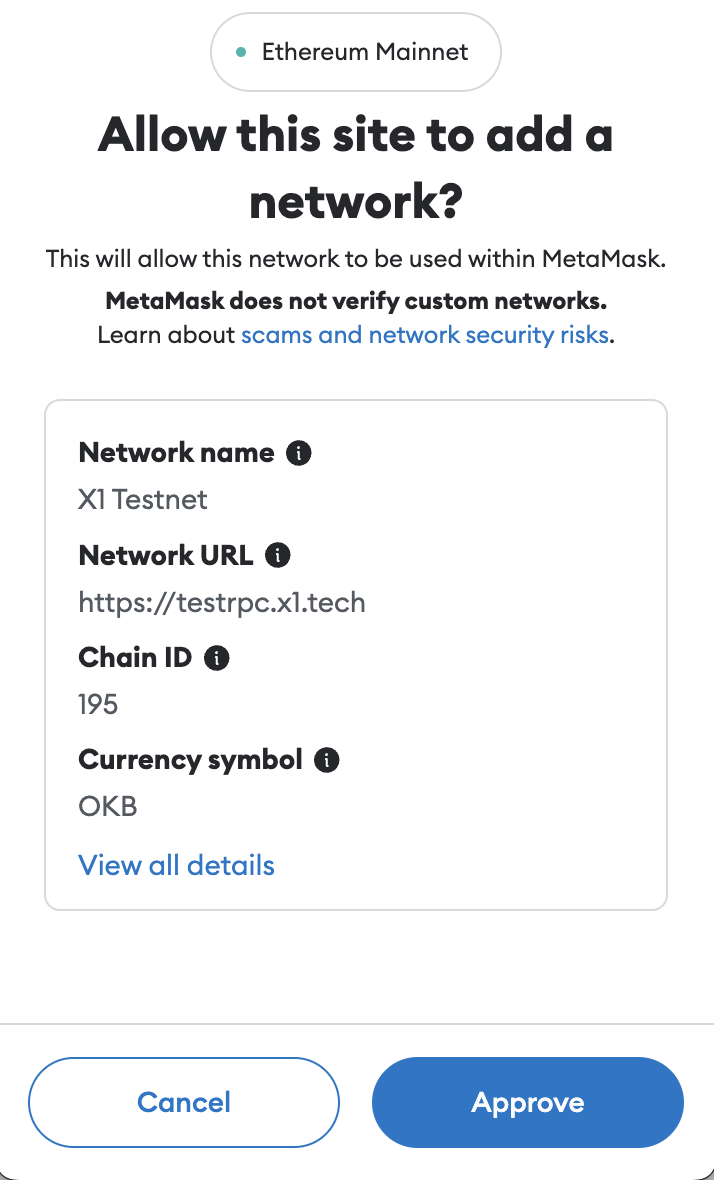 Ethereum Mainnet
Allow this site to add a
network?
This will allow this network to be used within MetaMask.
MetaMask does not verify custom networks.
Learn about scams and network security risks.
Network name
X1 Testnet
Network URL
https://testrpc.x1.tech
Chain ID
195
Currency symbol
OKB
View all details
Cancel
Approve